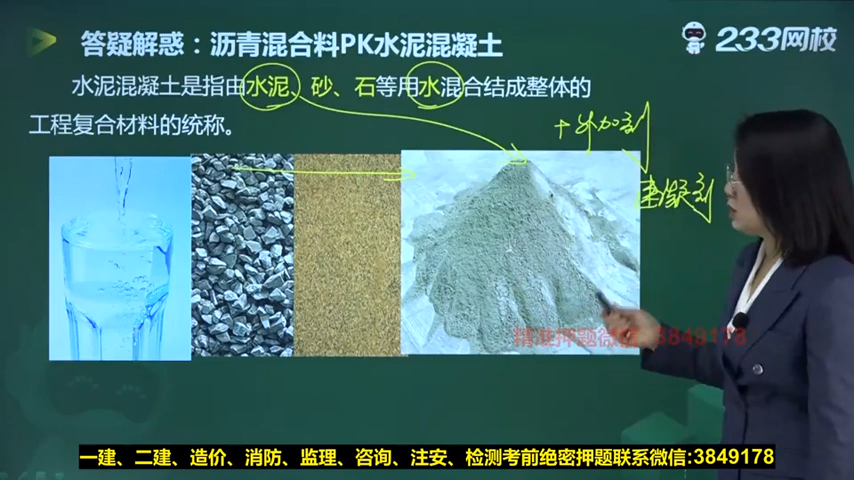 答疑解惑：沥青混合料PK水泥混凝土
233网校
水泥混凝土是指由水泥、砂、石等用水混合结成整体的
工程复合材料的统称。
+外加剂
速凝剂
精准押题微信:3849178
一建、二建、造价、消防、监理、咨询、注安、检测考前绝密押题联系微信:3849178